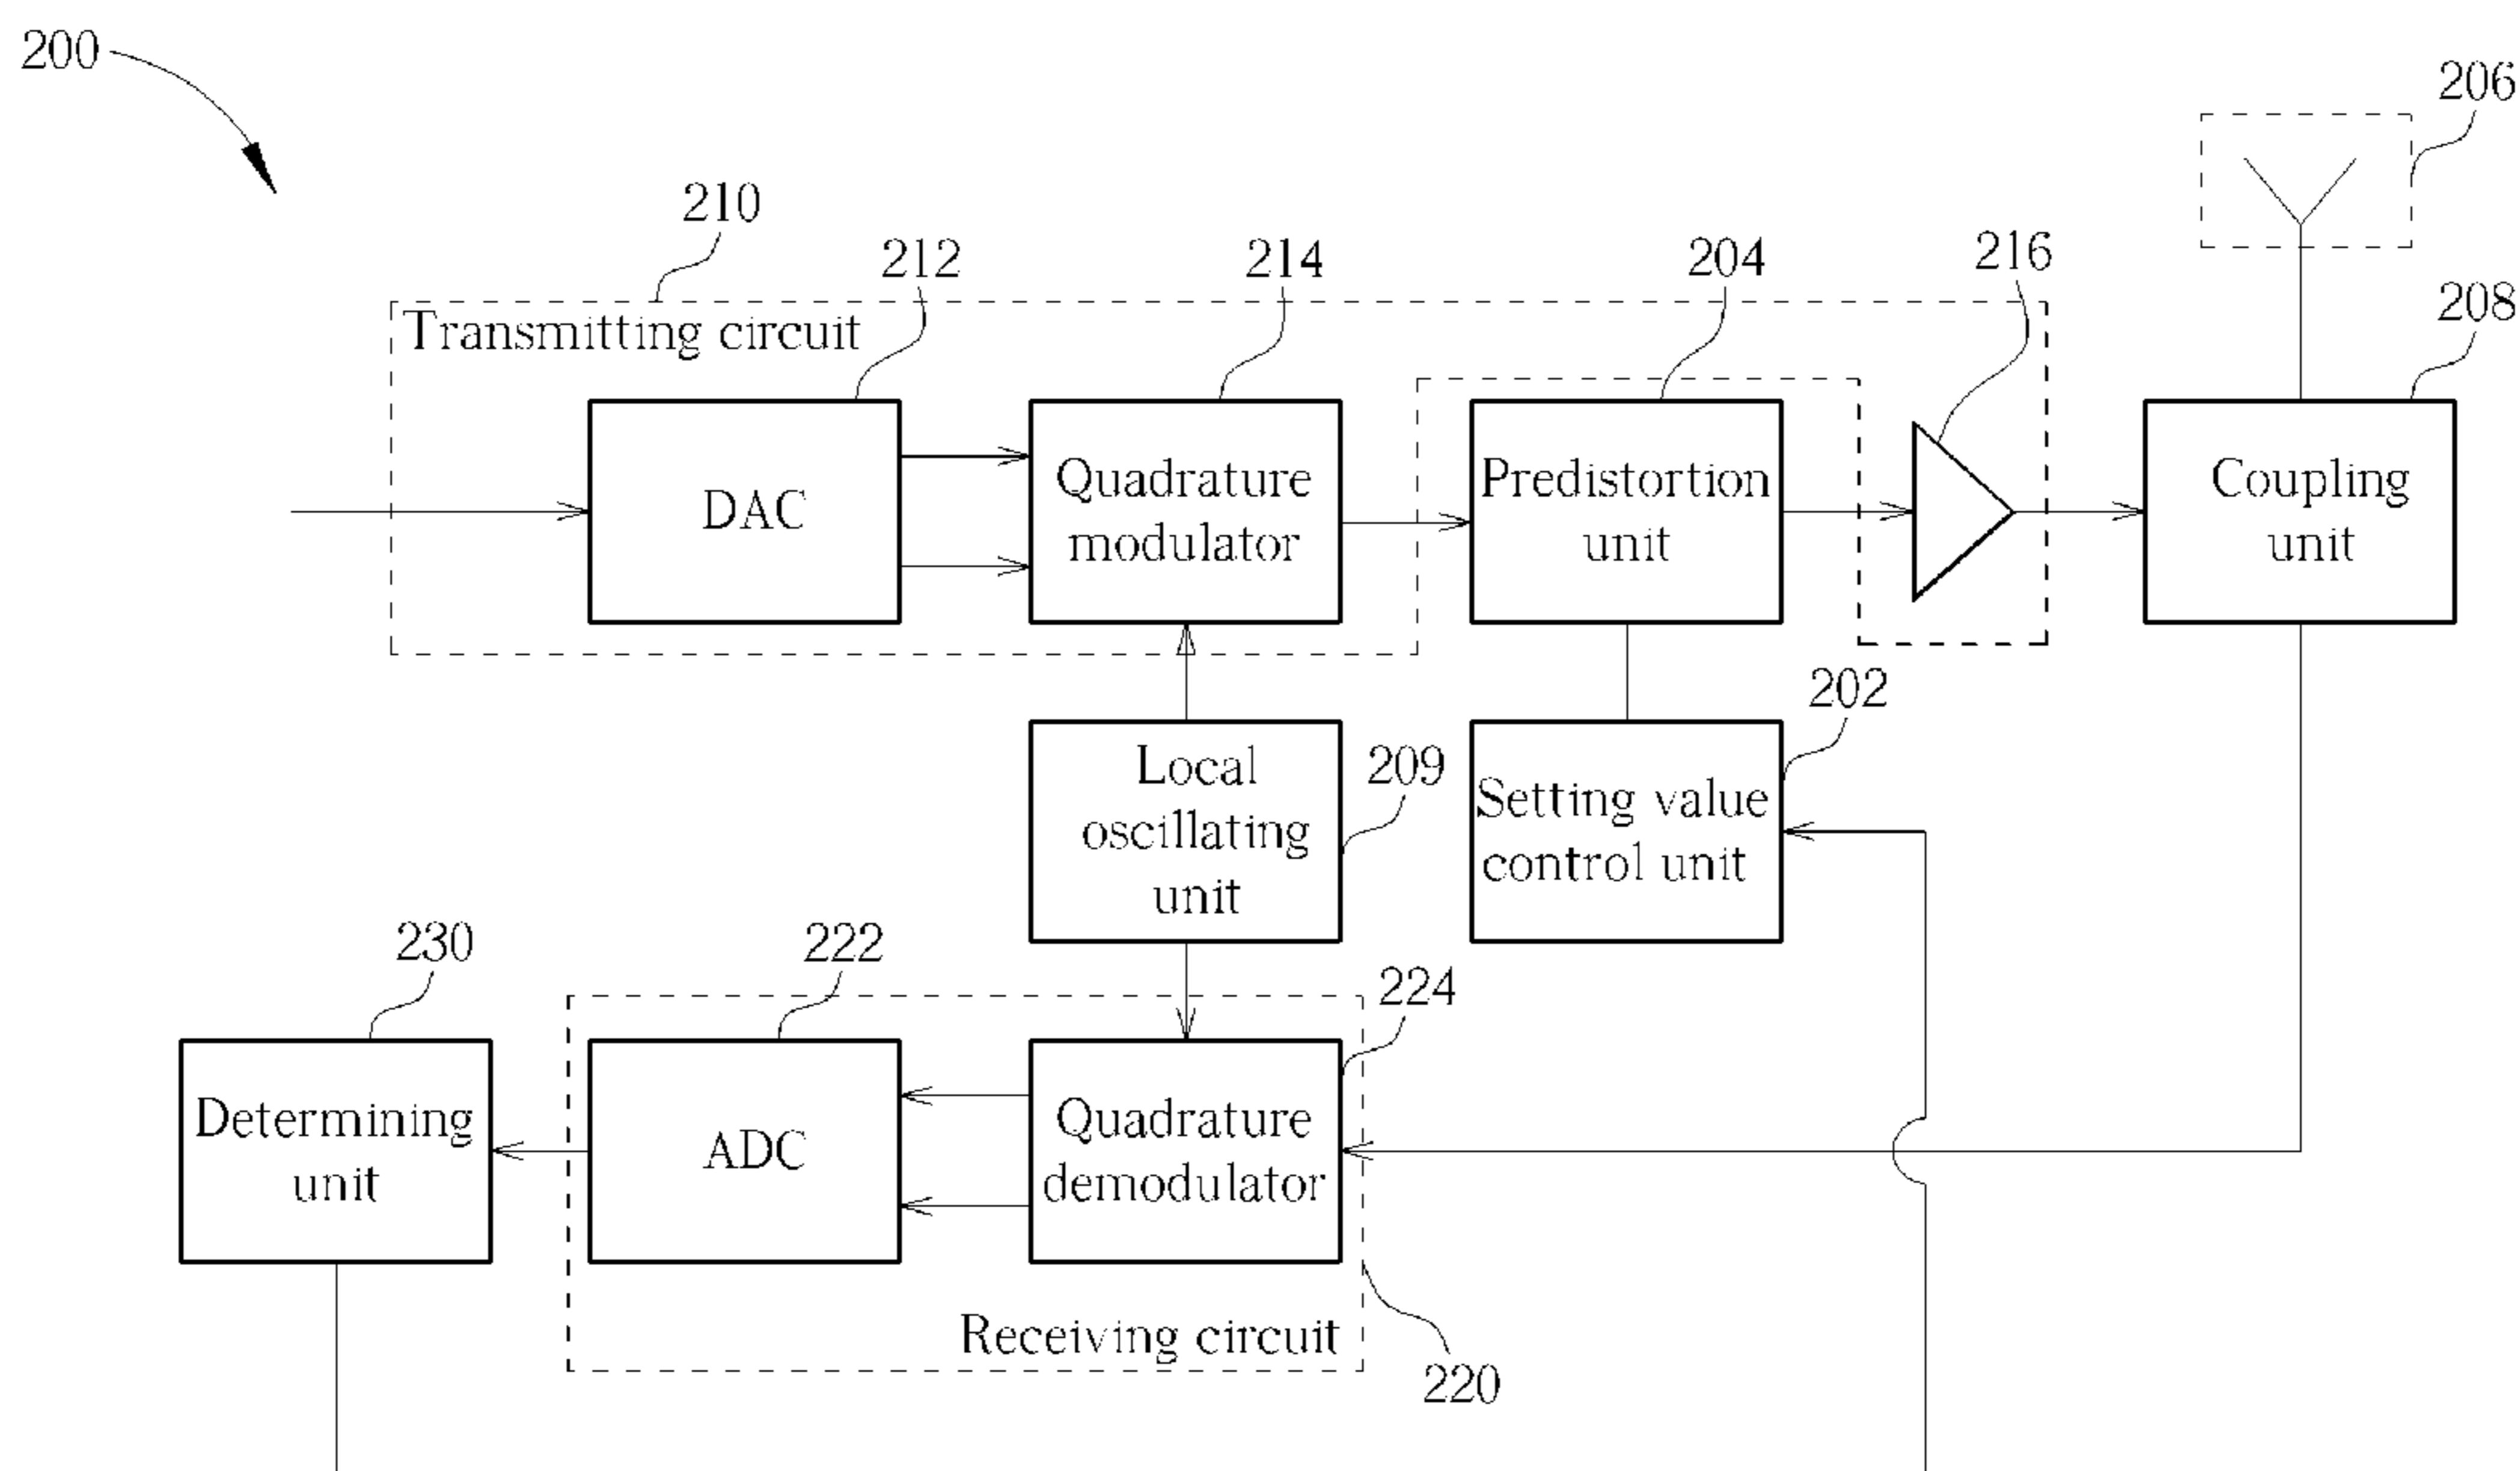 200
206
210
212
214
204
216
208
Transmitting circuit
DAC
Quadrature
modulator
Predistortion
unit
Coupling
unit
202
Local
oscillating
unit
209
Setting value
control unit
230
222
224
Determining
unit
ADC
Quadrature
demodulator
Receiving circuit
220